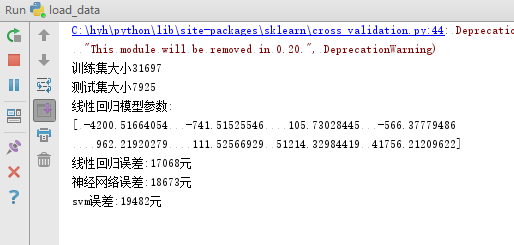 Run load_data
C:\hyh\python\lib\site-packages\sklearn\cross_validation.py:44: Depreca
"This module will be removed in 0.20.", DeprecationWarning)
训练集大小31697
测试集大小7925
线性回归模型参数:
[ -4200.51664054 -741.51525546 105.73028445 -566.37779486
962.21920279 111.52566929 51214.32984419 41756.21209622]
线性回归误差:17068元
神经网络误差:18673元
svm误差:19482元